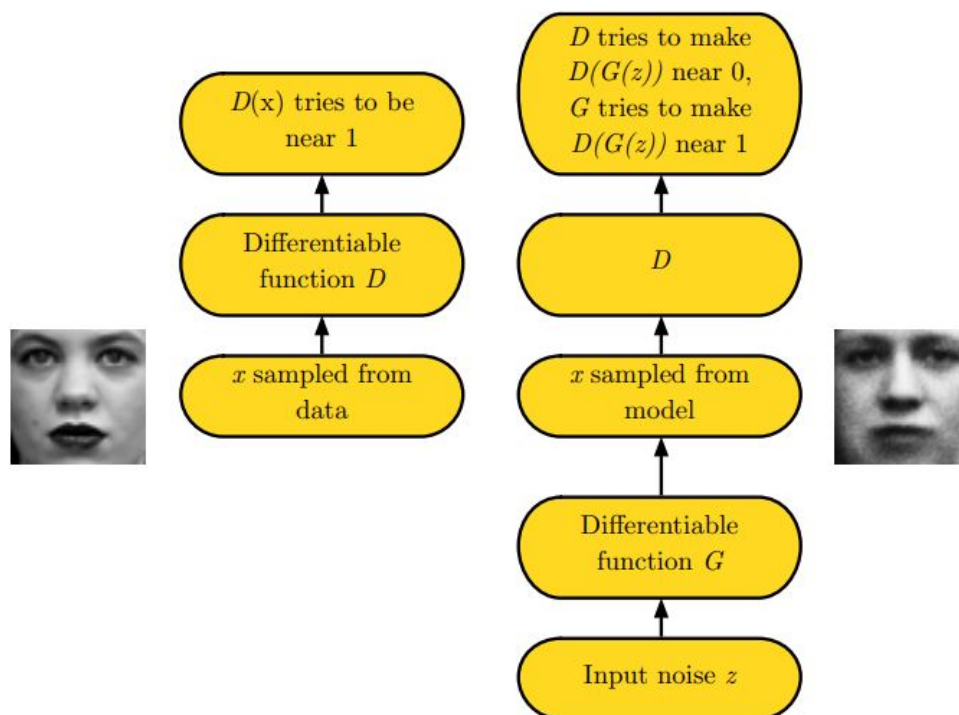 D(x) tries to be
near 1
Differentiable
function D
x sampled from
data
D tries to make
D(G(z)) near 0,
G tries to make
D(G(z)) near 1
D
x sampled from
model
Differentiable
function G
Input noise z